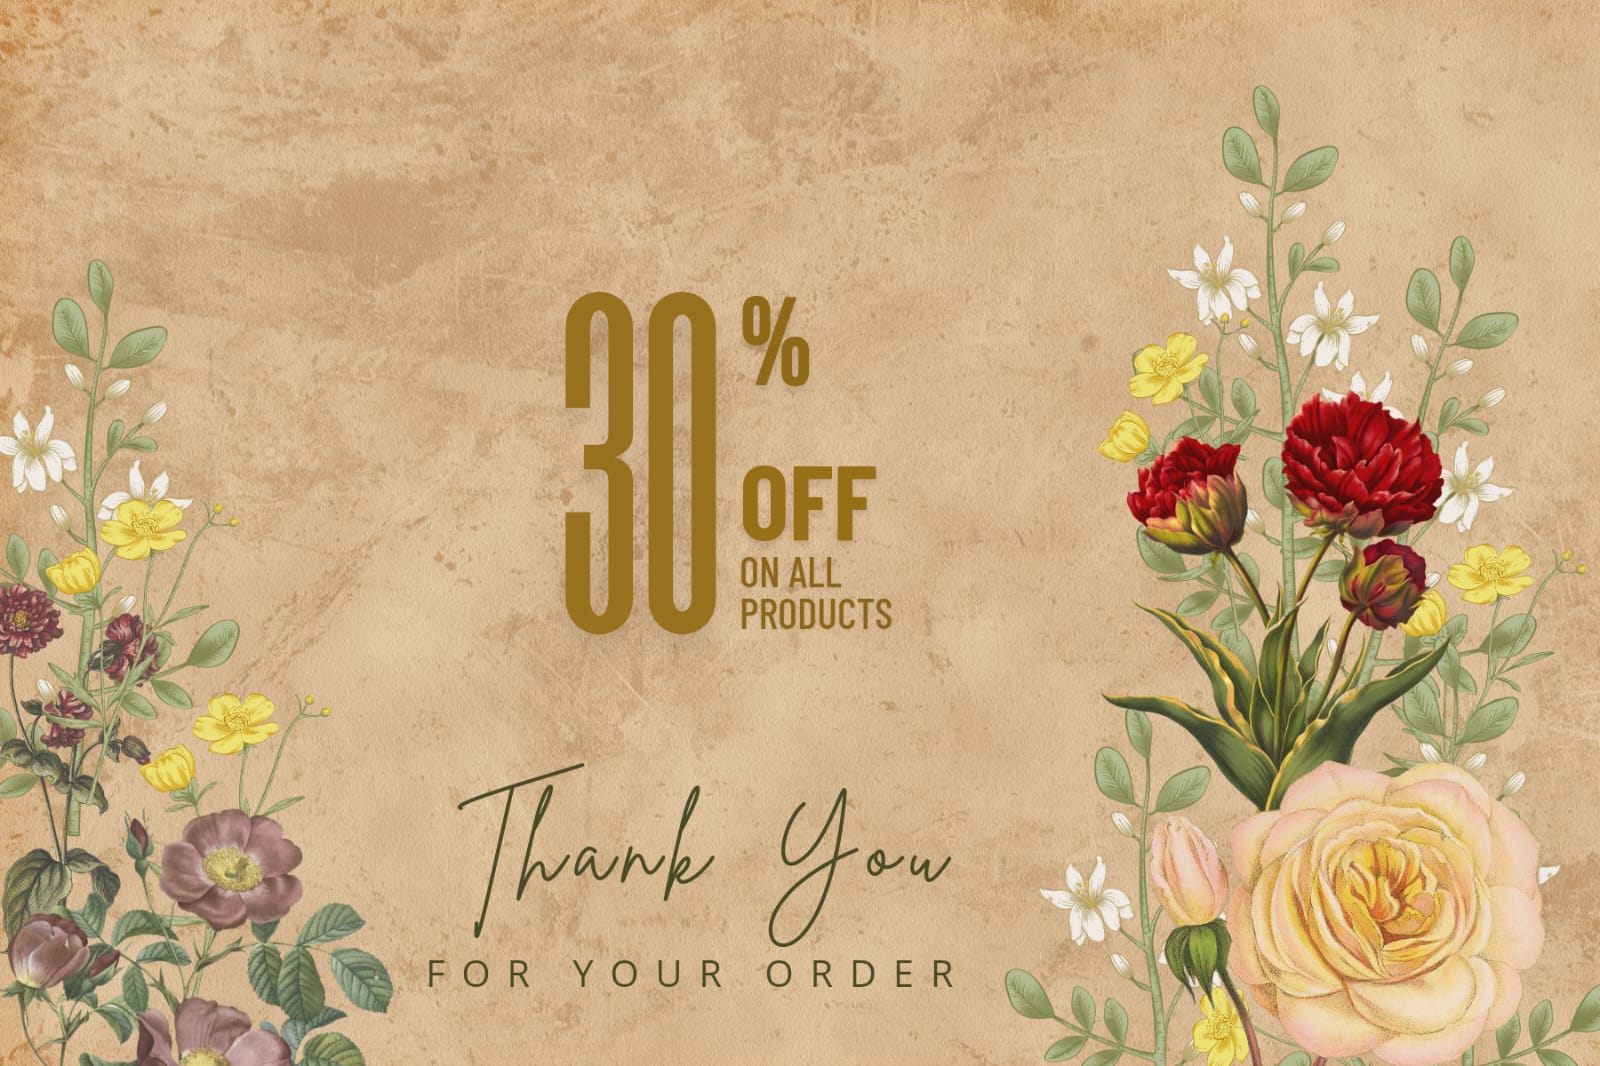 30%
OFF
ON ALL
PRODUCTS
Thank You
FOR YOUR ORDER